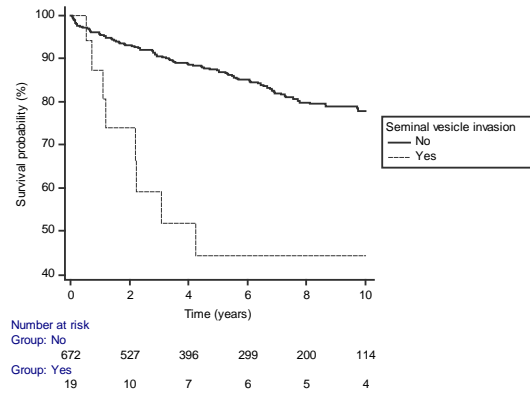 100
90
80
70
60
50
40
Survival probability (%)
0 2 4 6 8 10
Time (years)
Seminal vesicle invasion
No
Yes
Number at risk
Group: No
672 527 396 299 200 114
Group: Yes
19 10 7 6 5 4